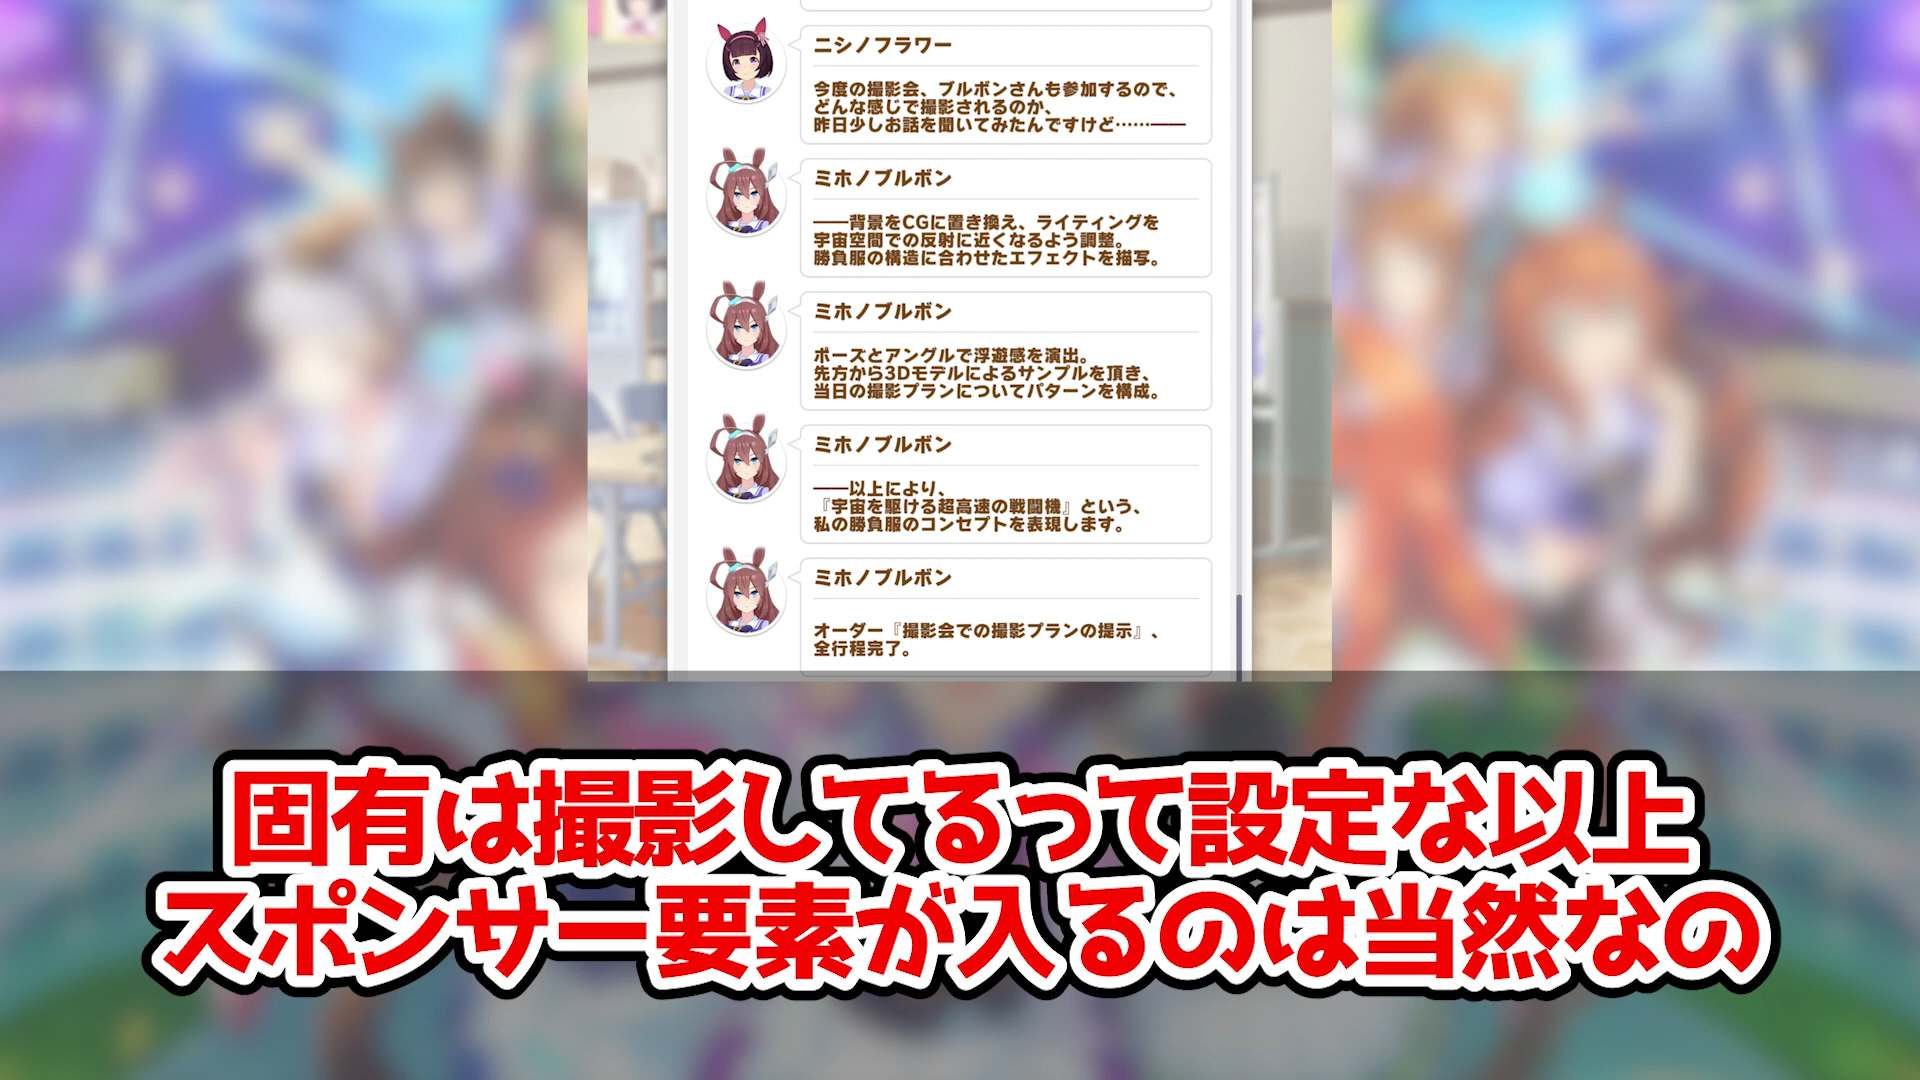 ニシノフラワー
今度の撮影会、ブルボンさんも参加するので、
どんな感じで撮影されるのか、
昨日少しお話を聞いてみたんですけど……――
ミホノブルボン
――背景をCGに置き換え、ライティングを
宇宙空間での反射に近くなるよう調整。
勝負服の構造に合わせたエフェクトを描写。
ミホノブルボン
ポーズとアングルで浮遊感を演出。
先方から3Dモデルによるサンプルを頂き、
当日の撮影プランについてパターンを構成。
ミホノブルボン
――以上により、
『宇宙を駆ける超高速の戦闘機』という、
私の勝負服のコンセプトを表現します。
ミホノブルボン
オーダー『撮影会での撮影プランの提示』、
全行程完了。
固有は撮影してるって設定な以上
スポンサー要素が入るのは当然なの